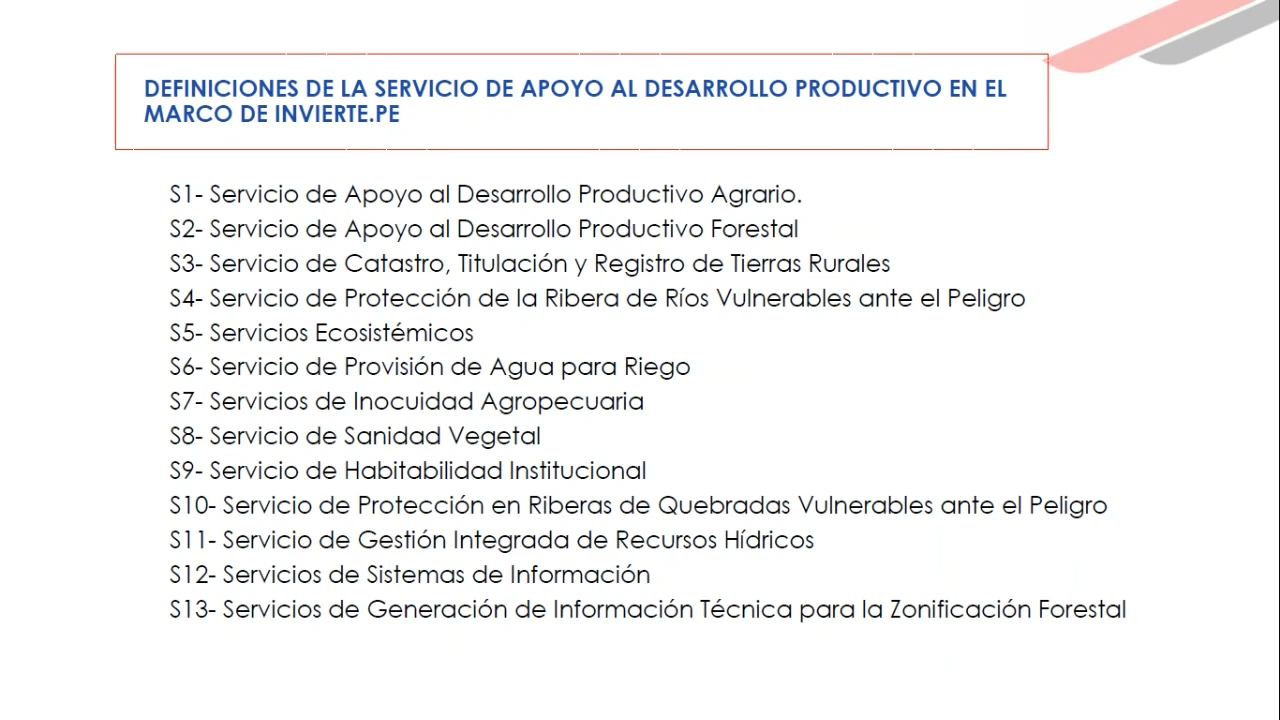 DEFINICIONES DE LA SERVICIO DE APOYO AL DESARROLLO PRODUCTIVO EN EL
MARCO DE INVIERTE.PE
S1- Servicio de Apoyo al Desarrollo Productivo Agrario.
S2- Servicio de Apoyo al Desarrollo Productivo Forestal
S3- Servicio de Catastro, Titulación y Registro de Tierras Rurales
S4- Servicio de Protección de la Ribera de Ríos Vulnerables ante el Peligro
S5- Servicios Ecosistémicos
S6- Servicio de Provisión de Agua para Riego
S7- Servicios de Inocuidad Agropecuaria
S8- Servicio de Sanidad Vegetal
S9- Servicio de Habitabilidad Institucional
S10- Servicio de Protección en Riberas de Quebradas Vulnerables ante el Peligro
S11- Servicio de Gestión Integrada de Recursos Hídricos
S12- Servicios de Sistemas de Información
S13- Servicios de Generación de Información Técnica para la Zonificación Forestal